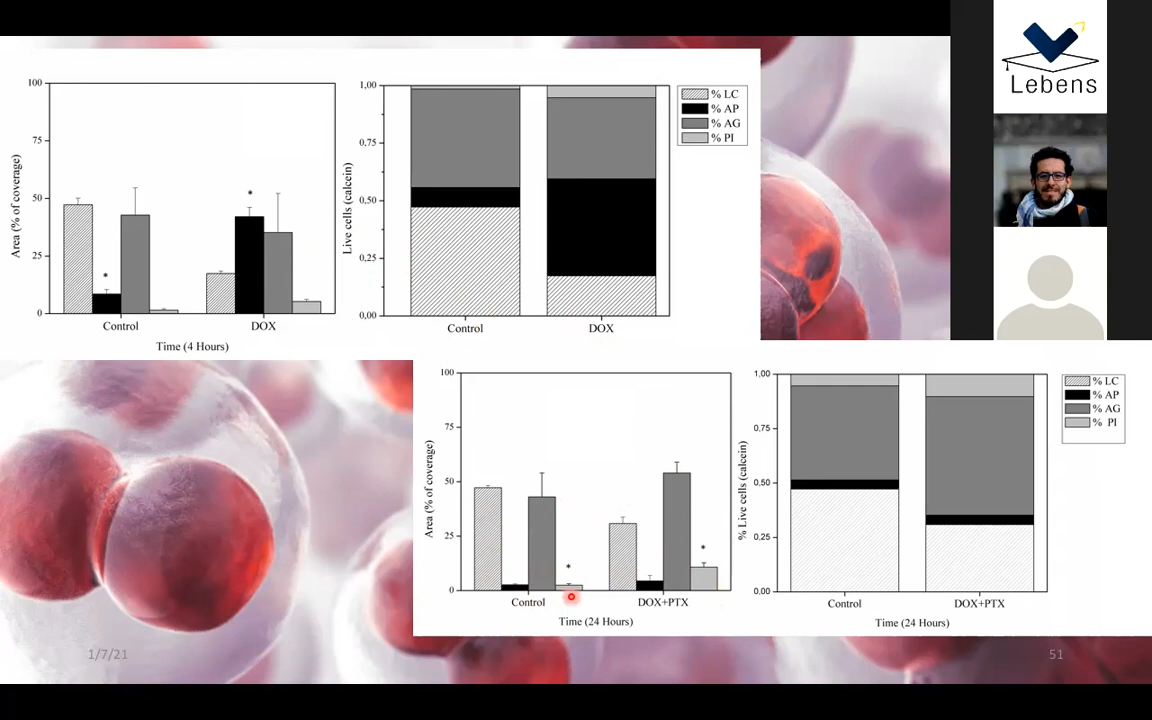 100
75
50
25
0
Area (% of coverage)
*
*
Control
DOX
Time (4 Hours)
1,00
0,75
0,50
0,25
0,00
Live cells (calcein)
Control
DOX
% LC
% AP
% AG
% PI
Lebens
100
75
50
25
0
Area (% of coverage)
*
*
Control
DOX+PTX
Time (24 Hours)
1,00
0,75
0,50
0,25
0,00
% Live cells (calcein)
Control
DOX+PTX
Time (24 Hours)
% LC
% AP
% AG
% PI
1/7/21
51